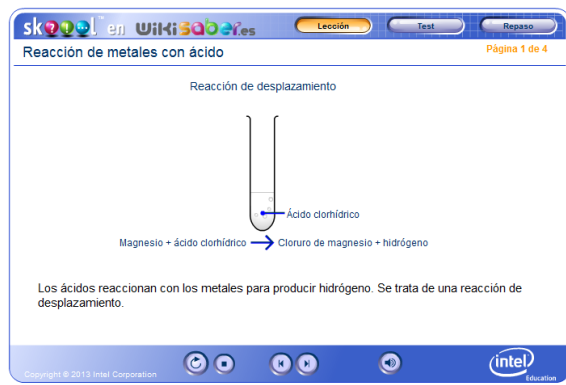 skoool™ en wikisaber.es
Lección
Test
Repaso
Reacción de metales con ácido
Página 1 de 4
Reacción de desplazamiento
Ácido clorhídrico
Magnesio + ácido clorhídrico → Cloruro de magnesio + hidrógeno
Los ácidos reaccionan con los metales para producir hidrógeno. Se trata de una reacción de
desplazamiento.
Copyright © 2013 Intel Corporation
intel
Education